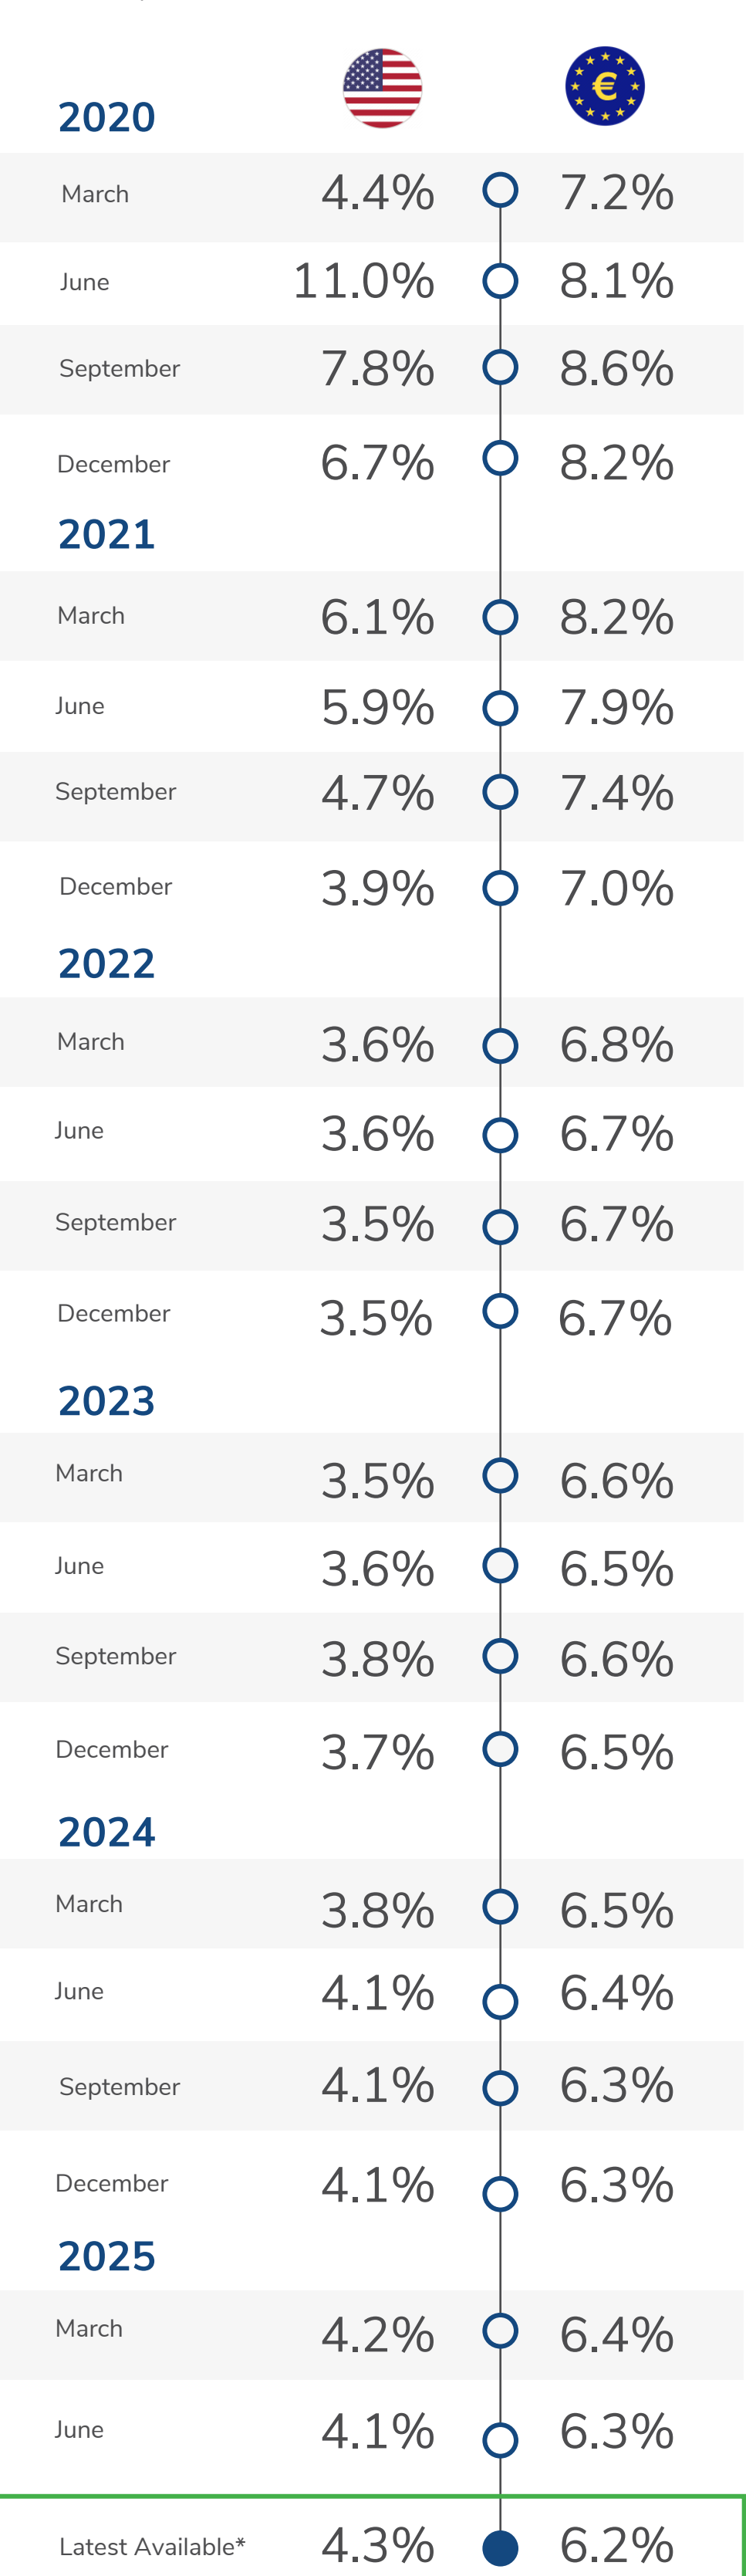 €
2020
March 4.4% 7.2%
June 11.0% 8.1%
September 7.8% 8.6%
December 6.7% 8.2%
2021
March 6.1% 8.2%
June 5.9% 7.9%
September 4.7% 7.4%
December 3.9% 7.0%
2022
March 3.6% 6.8%
June 3.6% 6.7%
September 3.5% 6.7%
December 3.5% 6.7%
2023
March 3.5% 6.6%
June 3.6% 6.5%
September 3.8% 6.6%
December 3.7% 6.5%
2024
March 3.8% 6.5%
June 4.1% 6.4%
September 4.1% 6.3%
December 4.1% 6.3%
2025
March 4.2% 6.4%
June 4.1% 6.3%
Latest Available* 4.3% 6.2%